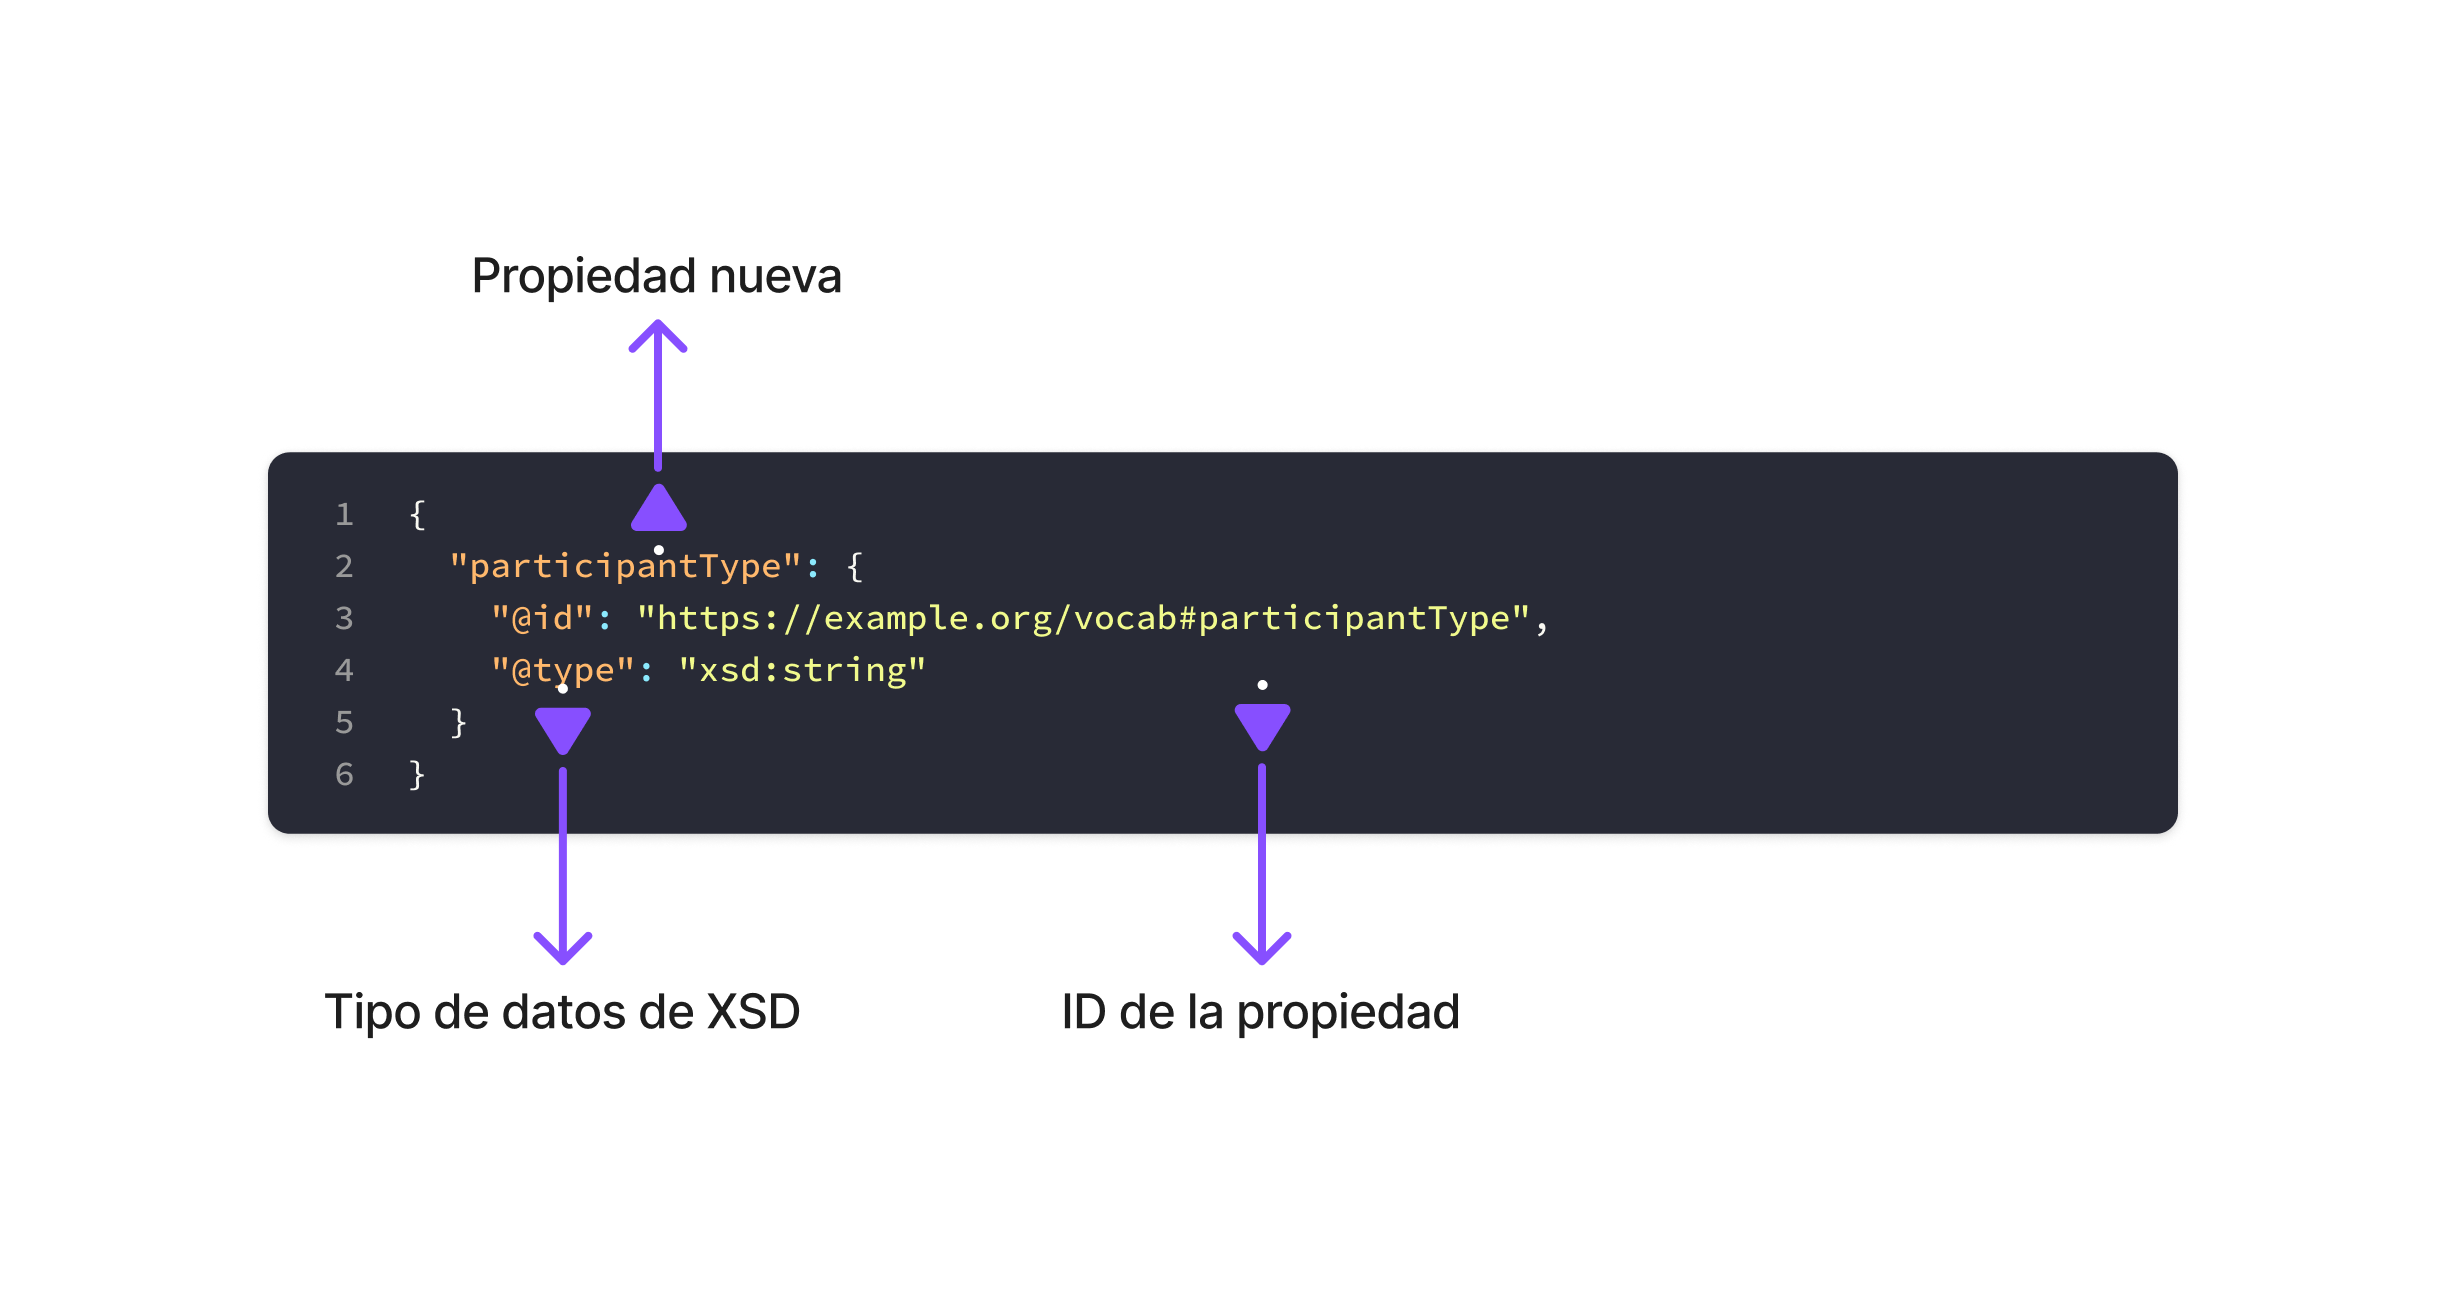 Propiedad nueva
1 {
2 "participantType": {
3 "@id": "https://example.org/vocab#participantType",
4 "@type": "xsd:string"
5 }
6 }
Tipo de datos de XSD
ID de la propiedad